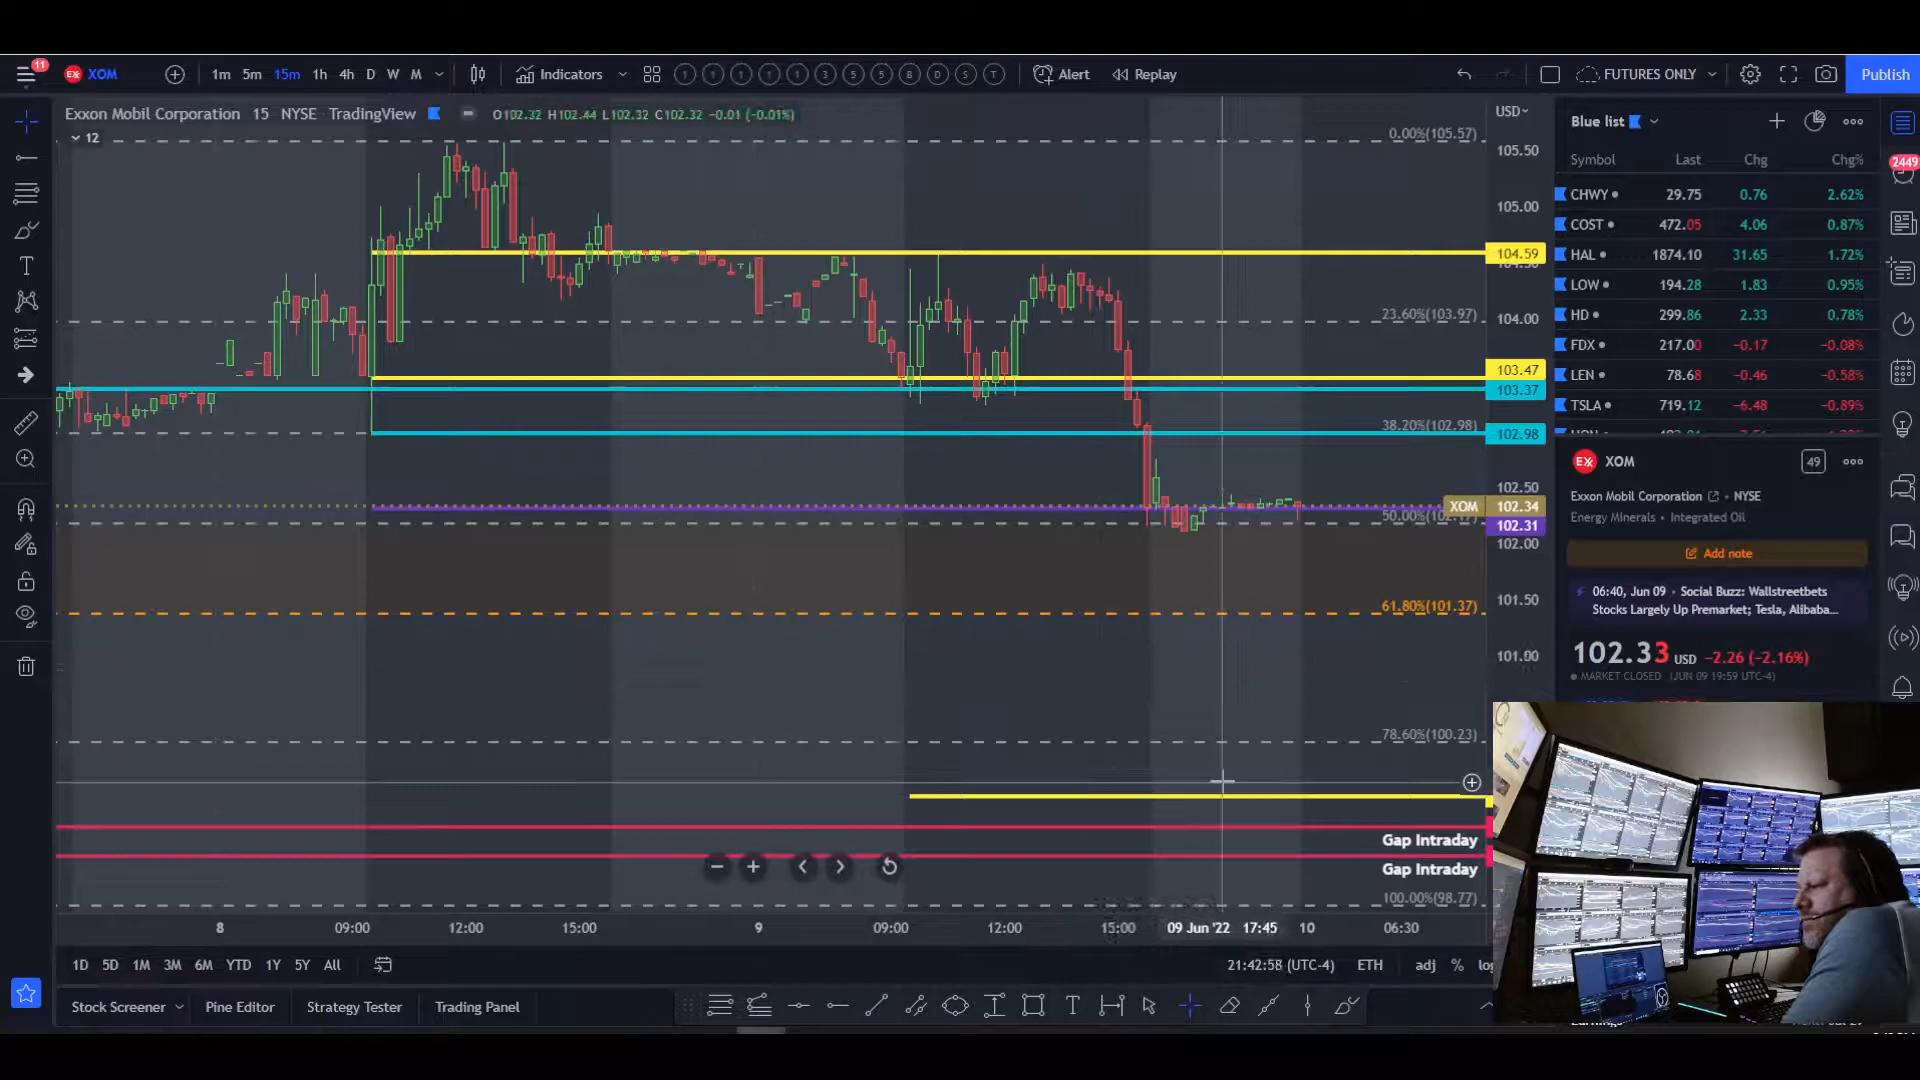 11
XOM
1m 5m 15m 1h 4h D W M
Indicators
Alert
Replay
FUTURES ONLY
Publish
Exxon Mobil Corporation 15 NYSE TradingView
O102.32 H102.44 L102.32 C102.32 −0.01 (−0.01%)
12
USD
0.00%(105.57)
105.50
105.00
104.59
23.60%(103.97)
104.00
103.47
103.37
38.20%(102.98)
102.98
102.50
XOM 102.34
102.31
102.00
61.80%(101.37)
101.50
101.00
78.60%(100.23)
Gap Intraday
Gap Intraday
100.00%(98.77)
8 09:00 12:00 15:00 9 09:00 12:00 15:00 09 Jun '22 17:45 10 06:30
1D 5D 1M 3M 6M YTD 1Y 5Y All
21:42:58 (UTC-4) ETH adj %
Stock Screener
Pine Editor
Strategy Tester
Trading Panel
Blue list
Symbol Last Chg Chg%
CHWY 29.75 0.76 2.62%
COST 472.05 4.06 0.87%
HAL 1874.10 31.65 1.72%
LOW 194.28 1.83 0.95%
HD 299.86 2.33 0.78%
FDX 217.00 −0.17 −0.08%
LEN 78.68 −0.46 −0.58%
TSLA 719.12 −6.48 −0.89%
2449
XOM
49
Exxon Mobil Corporation • NYSE
Energy Minerals • Integrated Oil
Add note
06:40, Jun 09 • Social Buzz: Wallstreetbets
Stocks Largely Up Premarket; Tesla, Alibaba...
102.33 USD −2.26 (−2.16%)
MARKET CLOSED (JUN 09 19:59 UTC-4)